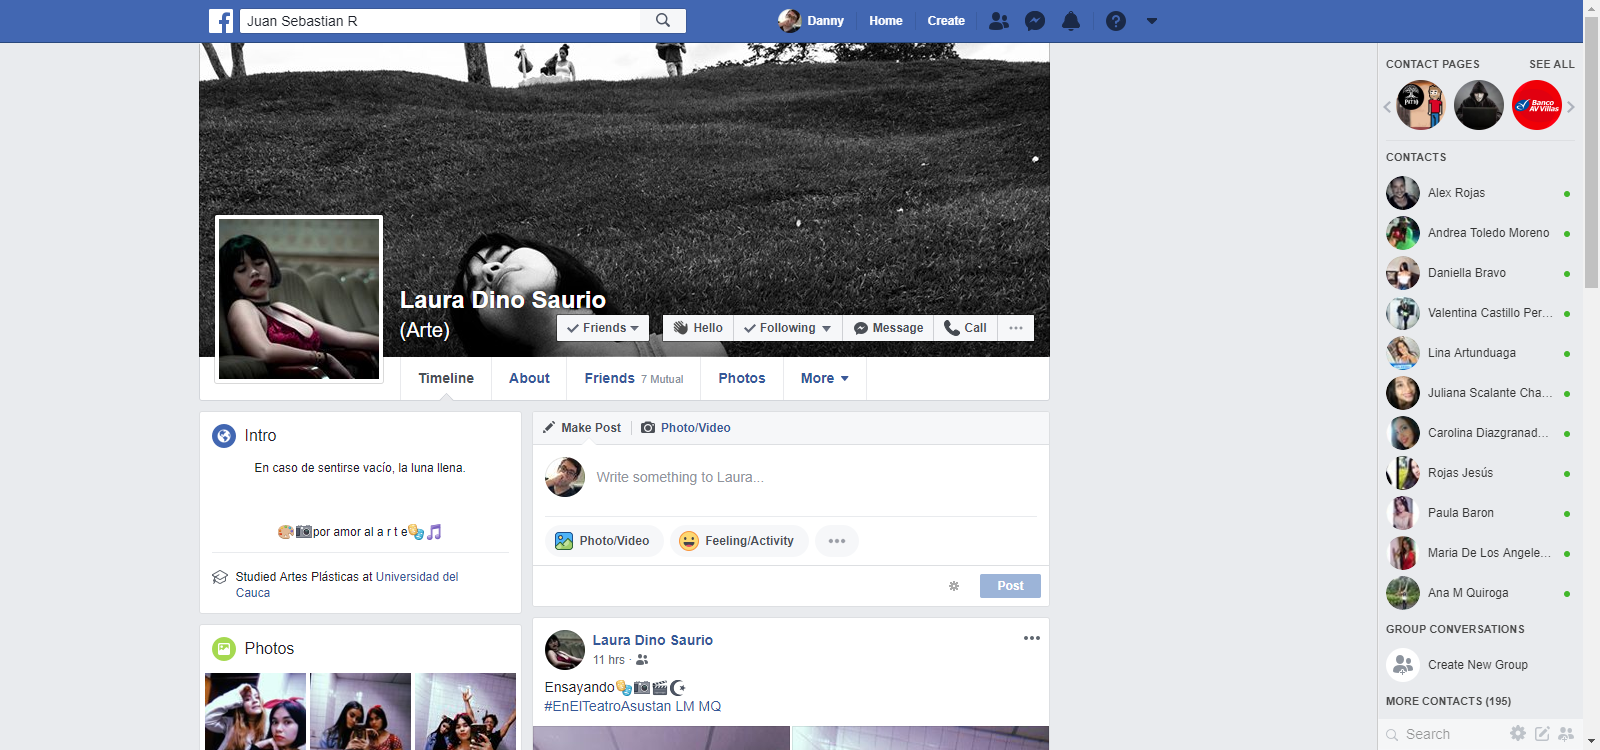 Juan Sebastian R
Danny
Home
Create
Laura Dino Saurio
(Arte)
Friends
Hello
Following
Message
Call
Timeline
About
Friends 7 Mutual
Photos
More
Intro
En caso de sentirse vacío, la luna llena.
🎨📷por amor al a r t e🎭🎵
Studied Artes Plásticas at Universidad del
Cauca
Photos
Make Post
Photo/Video
Write something to Laura...
Photo/Video
Feeling/Activity
Post
Laura Dino Saurio
11 hrs ·
Ensayando🎭📷🎬☪
#EnElTeatroAsustan LM MQ
CONTACT PAGES
SEE ALL
Banco
AV Villas
CONTACTS
Alex Rojas
Andrea Toledo Moreno
Daniella Bravo
Valentina Castillo Per...
Lina Artunduaga
Juliana Scalante Cha...
Carolina Diazgranad...
Rojas Jesús
Paula Baron
Maria De Los Angele...
Ana M Quiroga
GROUP CONVERSATIONS
Create New Group
MORE CONTACTS (195)
Search